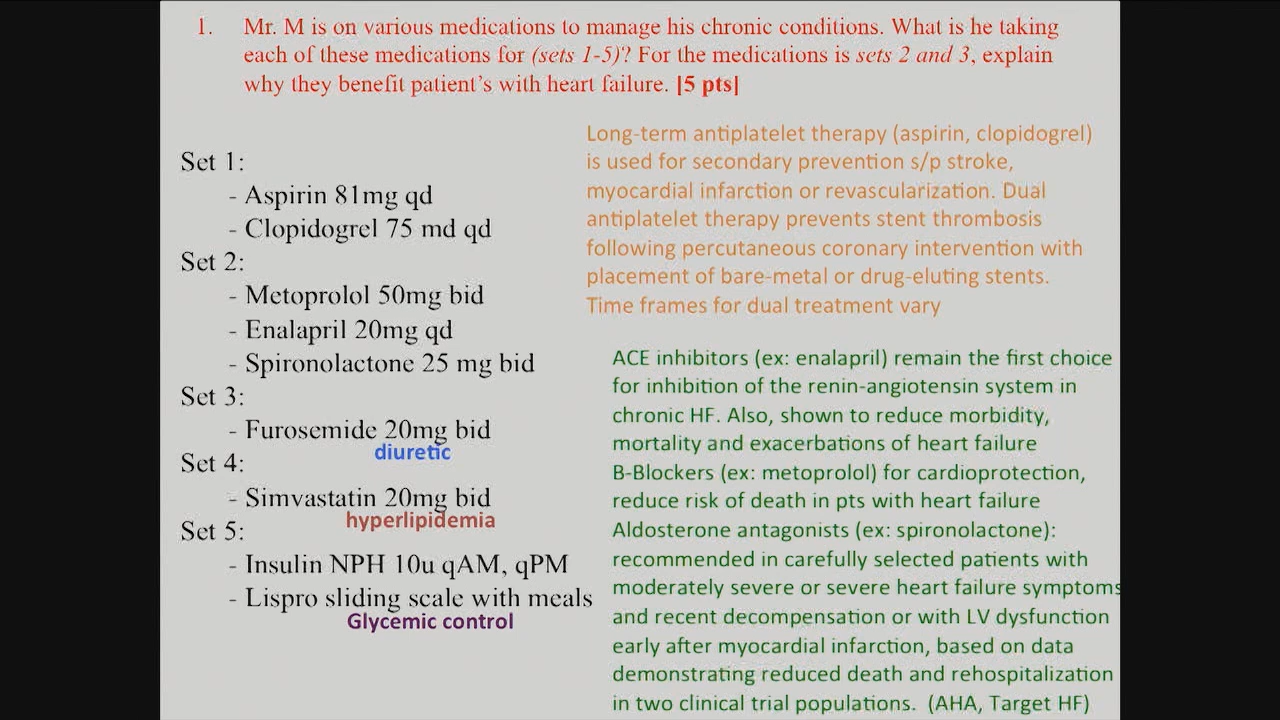 1. Mr. M is on various medications to manage his chronic conditions. What is he taking
each of these medications for (sets 1-5)? For the medications is sets 2 and 3, explain
why they benefit patient's with heart failure. [5 pts]
Set 1:
- Aspirin 81mg qd
- Clopidogrel 75 md qd
Set 2:
- Metoprolol 50mg bid
- Enalapril 20mg qd
- Spironolactone 25 mg bid
Set 3:
- Furosemide 20mg bid
diuretic
Set 4:
- Simvastatin 20mg bid
hyperlipidemia
Set 5:
- Insulin NPH 10u qAM, qPM
- Lispro sliding scale with meals
Glycemic control
Long-term antiplatelet therapy (aspirin, clopidogrel)
is used for secondary prevention s/p stroke,
myocardial infarction or revascularization. Dual
antiplatelet therapy prevents stent thrombosis
following percutaneous coronary intervention with
placement of bare-metal or drug-eluting stents.
Time frames for dual treatment vary
ACE inhibitors (ex: enalapril) remain the first choice
for inhibition of the renin-angiotensin system in
chronic HF. Also, shown to reduce morbidity,
mortality and exacerbations of heart failure
B-Blockers (ex: metoprolol) for cardioprotection,
reduce risk of death in pts with heart failure
Aldosterone antagonists (ex: spironolactone):
recommended in carefully selected patients with
moderately severe or severe heart failure symptoms
and recent decompensation or with LV dysfunction
early after myocardial infarction, based on data
demonstrating reduced death and rehospitalization
in two clinical trial populations. (AHA, Target HF)